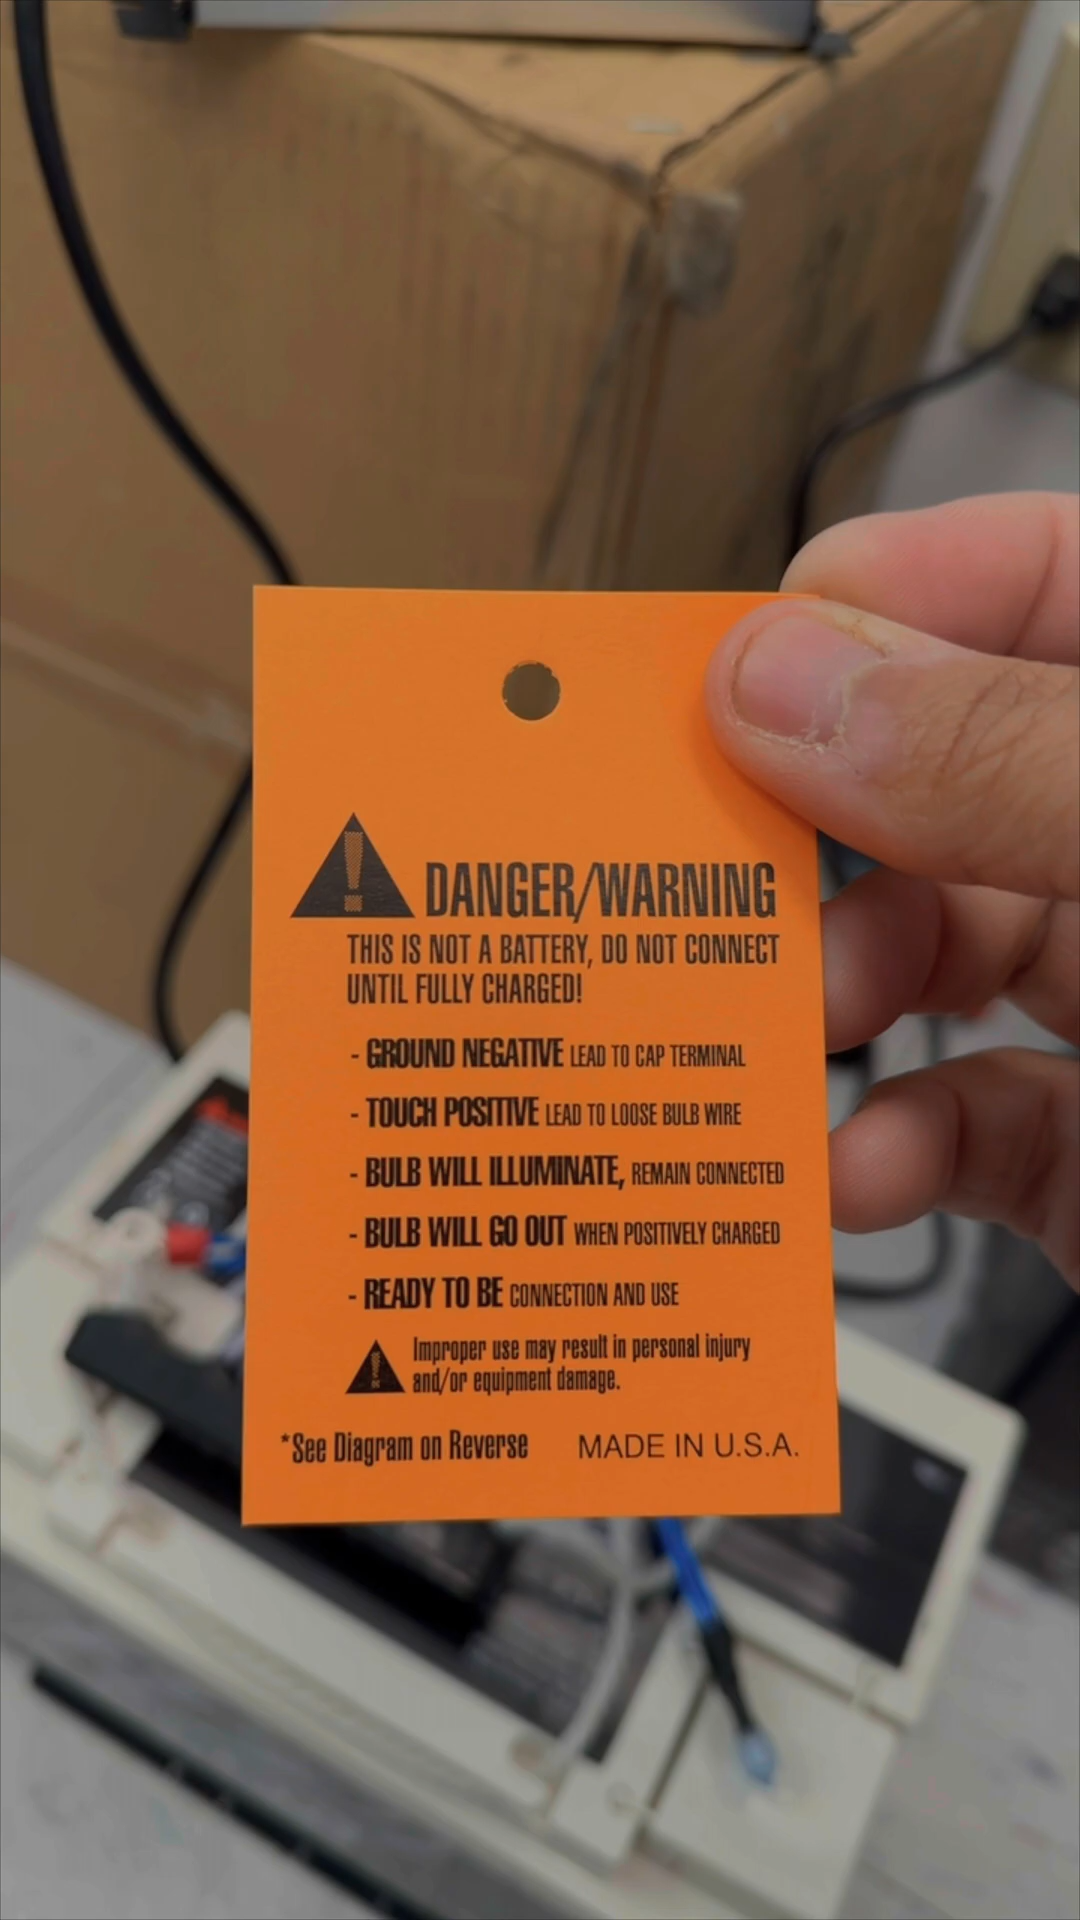 DANGER/WARNING
THIS IS NOT A BATTERY, DO NOT CONNECT
UNTIL FULLY CHARGED!
- GROUND NEGATIVE LEAD TO CAP TERMINAL
- TOUCH POSITIVE LEAD TO LOOSE BULB WIRE
- BULB WILL ILLUMINATE, REMAIN CONNECTED
- BULB WILL GO OUT WHEN POSITIVELY CHARGED
- READY TO BE CONNECTION AND USE
Improper use may result in personal injury
and/or equipment damage.
*See Diagram on Reverse MADE IN U.S.A.